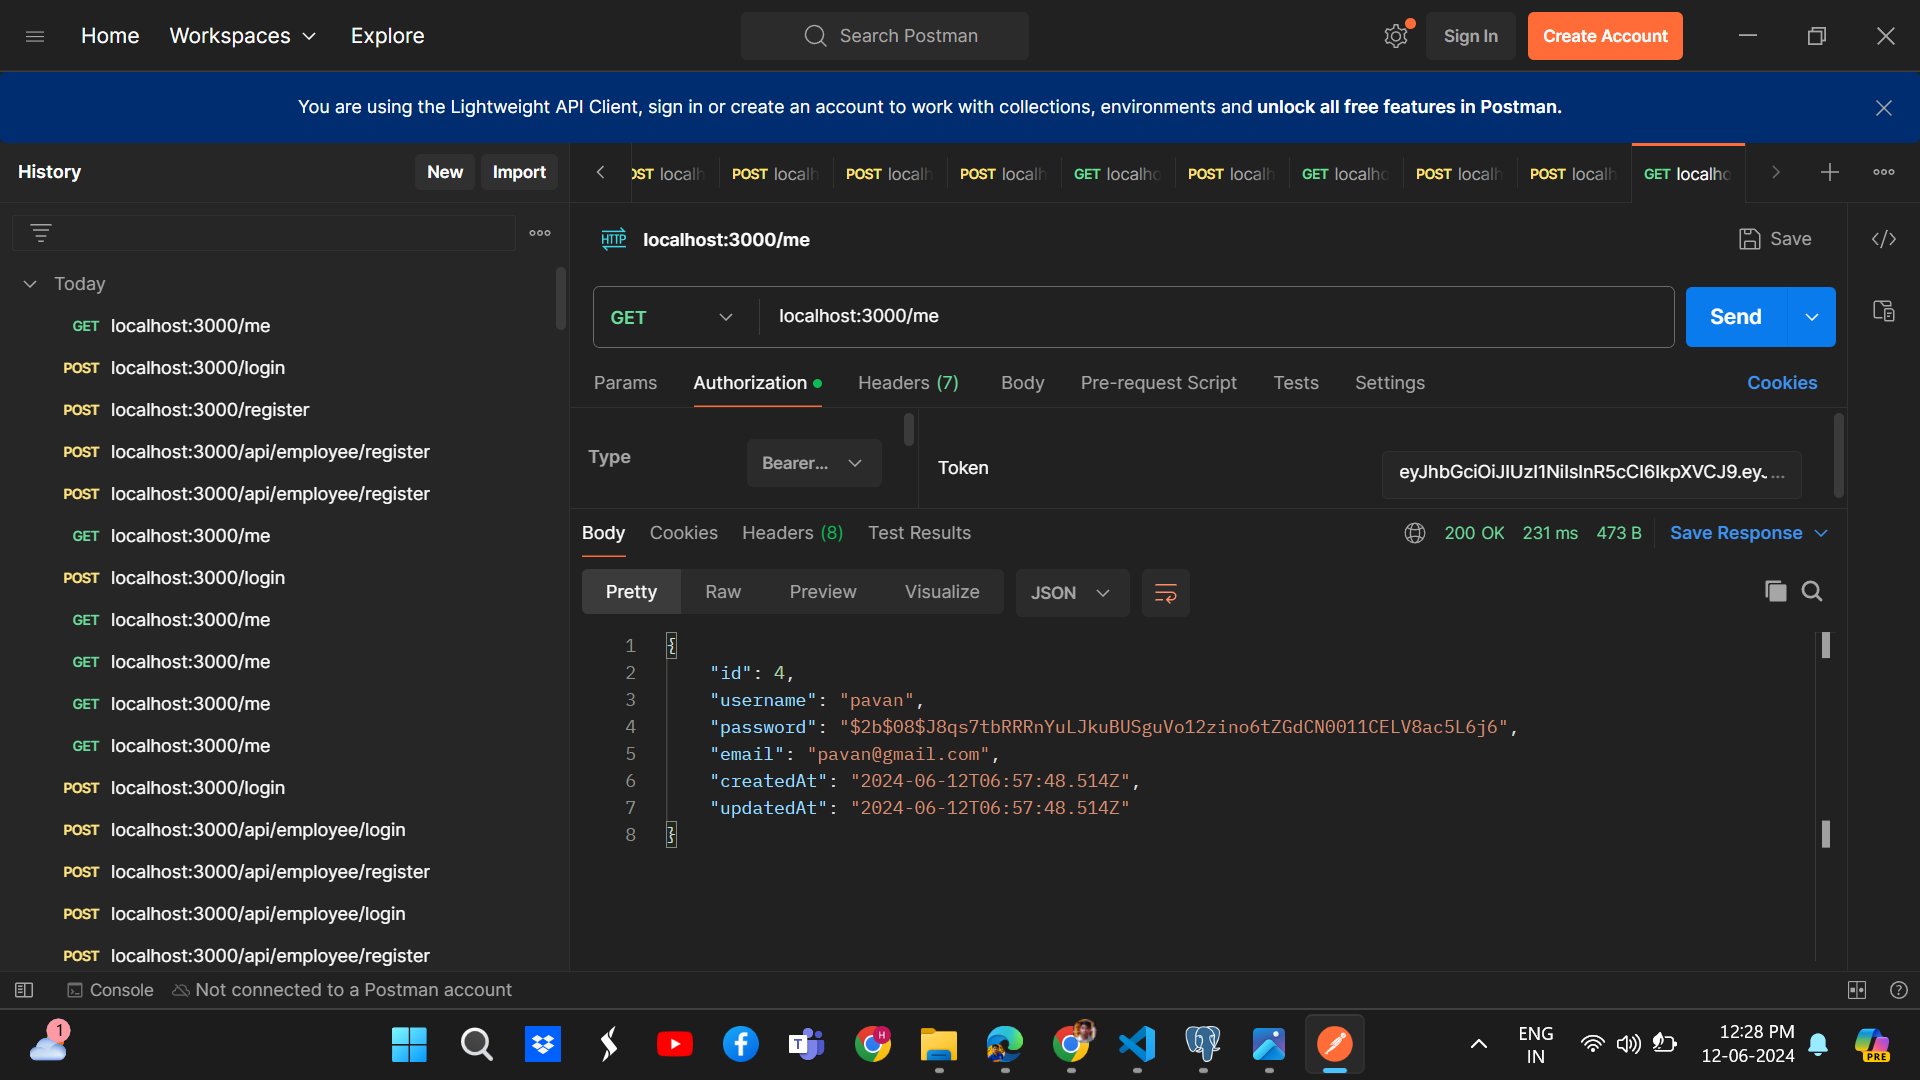 Home Workspaces Explore Search Postman Sign In Create Account
You are using the Lightweight API Client, sign in or create an account to work with collections, environments and unlock all free features in Postman.
History New Import
OST localh POST localh POST localh POST localh GET localho POST localh GET localho POST localh POST localh GET localho
HTTP localhost:3000/me Save
Today
GET localhost:3000/me
POST localhost:3000/login
POST localhost:3000/register
POST localhost:3000/api/employee/register
POST localhost:3000/api/employee/register
GET localhost:3000/me
POST localhost:3000/login
GET localhost:3000/me
GET localhost:3000/me
GET localhost:3000/me
GET localhost:3000/me
POST localhost:3000/login
POST localhost:3000/api/employee/login
POST localhost:3000/api/employee/register
POST localhost:3000/api/employee/login
POST localhost:3000/api/employee/register
GET localhost:3000/me Send
Params Authorization Headers (7) Body Pre-request Script Tests Settings Cookies
Type Bearer... Token eyJhbGciOiJIUzI1NiIsInR5cCI6IkpXVCJ9.eyJ...
Body Cookies Headers (8) Test Results 200 OK 231 ms 473 B Save Response
Pretty Raw Preview Visualize JSON
1 {
2 "id": 4,
3 "username": "pavan",
4 "password": "$2b$08$J8qs7tbRRRnYuLJkuBUSguVo12zino6tZGdCN0011CELV8ac5L6j6",
5 "email": "pavan@gmail.com",
6 "createdAt": "2024-06-12T06:57:48.514Z",
7 "updatedAt": "2024-06-12T06:57:48.514Z"
8 }
Console Not connected to a Postman account
1
T
H
ENG
IN
12:28 PM
12-06-2024
PRE